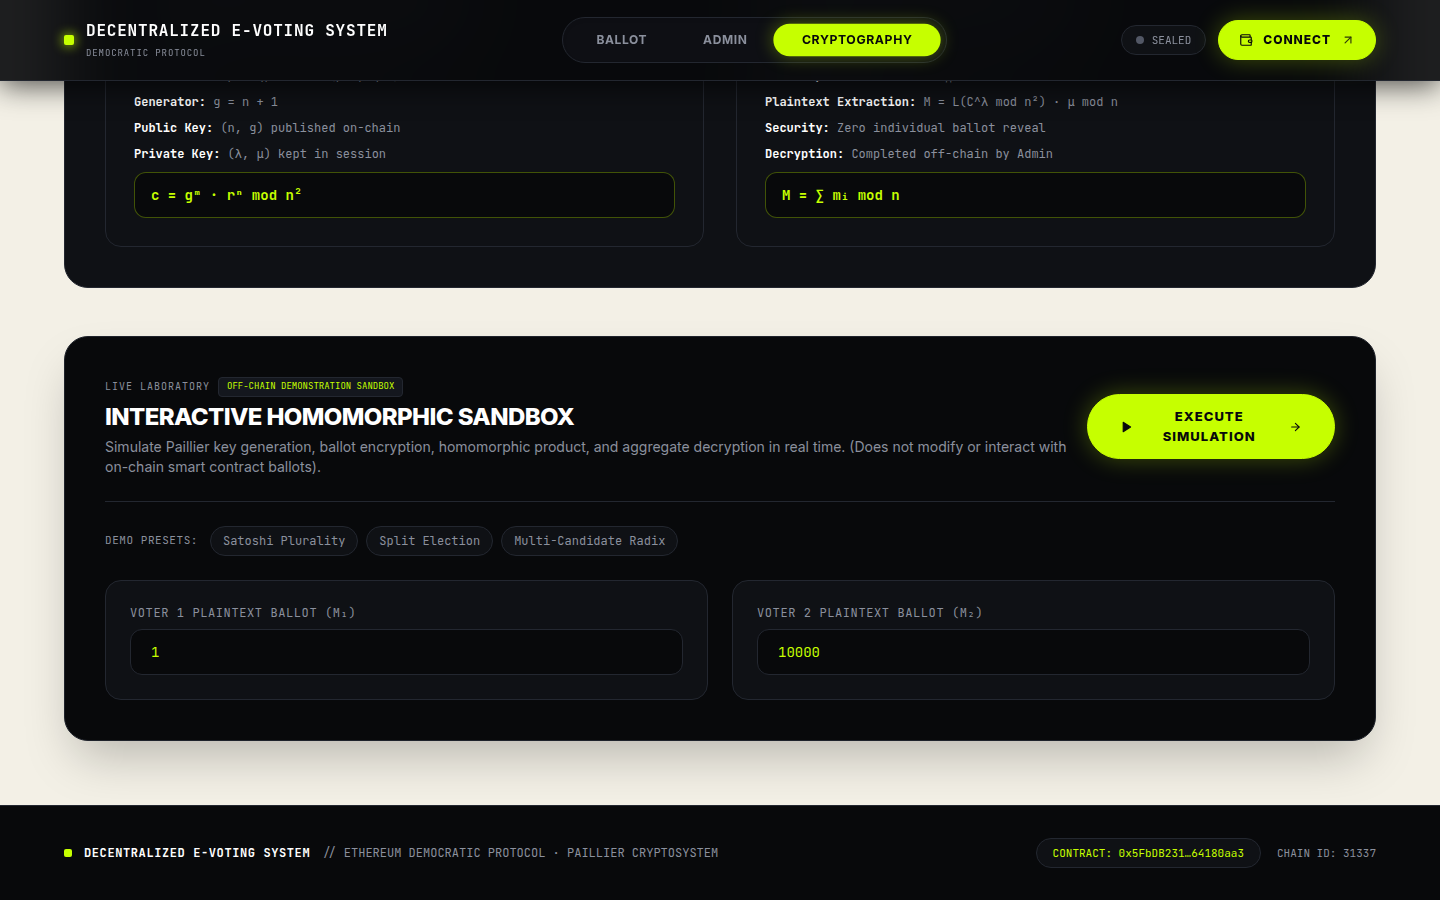 DECENTRALIZED E-VOTING SYSTEM
DEMOCRATIC PROTOCOL
BALLOT
ADMIN
CRYPTOGRAPHY
SEALED
CONNECT
Generator: g = n + 1
Public Key: (n, g) published on-chain
Private Key: (λ, μ) kept in session
c = gᵐ · rⁿ mod n²
Plaintext Extraction: M = L(C^λ mod n²) · μ mod n
Security: Zero individual ballot reveal
Decryption: Completed off-chain by Admin
M = ∑ mᵢ mod n
LIVE LABORATORY
OFF-CHAIN DEMONSTRATION SANDBOX
INTERACTIVE HOMOMORPHIC SANDBOX
Simulate Paillier key generation, ballot encryption, homomorphic product, and aggregate decryption in real time. (Does not modify or interact with
on-chain smart contract ballots).
EXECUTE
SIMULATION
DEMO PRESETS:
Satoshi Plurality
Split Election
Multi-Candidate Radix
VOTER 1 PLAINTEXT BALLOT (M₁)
1
VOTER 2 PLAINTEXT BALLOT (M₂)
10000
DECENTRALIZED E-VOTING SYSTEM // ETHEREUM DEMOCRATIC PROTOCOL · PAILLIER CRYPTOSYSTEM
CONTRACT: 0x5FbDB231…64180aa3
CHAIN ID: 31337